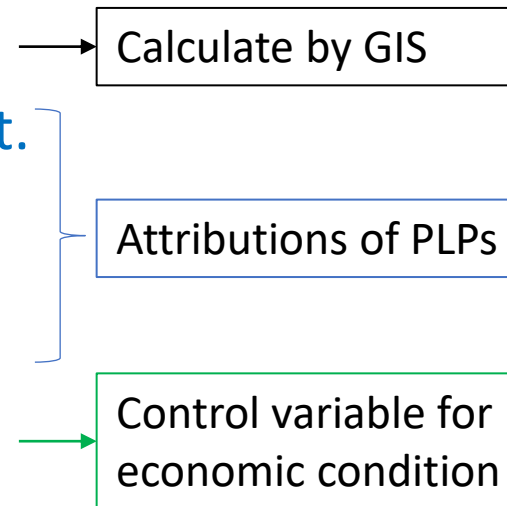 Calculate by GIS
t.
Attributions of PLPs
Control variable for
economic condition